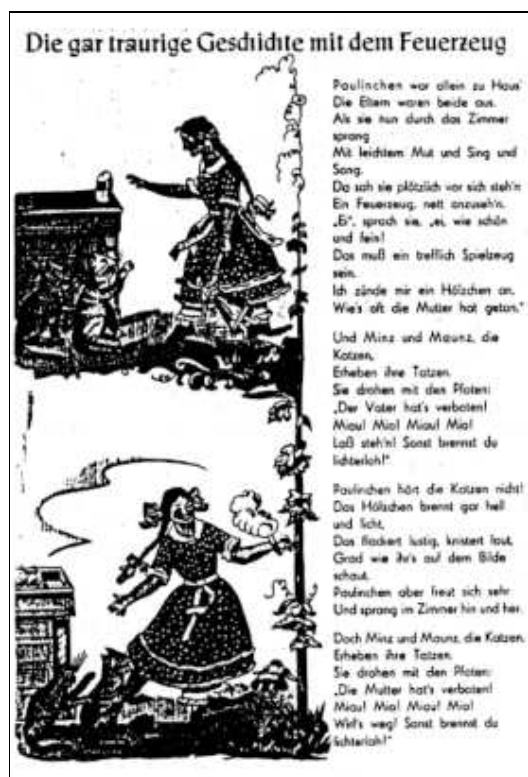 Die gar traurige Geschichte mit dem Feuerzeug
Paulinchen war allein zu Haus'
Die Eltern waren beide aus.
Als sie nun durch das Zimmer
sprang
Mit leichtem Mut und Sing und
Sang.
Da sah sie plötzlich vor sich steh'n
Ein Feuerzeug, nett anzuseh'n.
„Ei", sprach sie, „ei, wie schön
und fein!
Das muß ein trefflich Spielzeug
sein.
Ich zünde mir ein Hölzchen an,
Wie's oft die Mutter hat getan."
Und Minz und Maunz, die
Katzen,
Erheben ihre Tatzen.
Sie drohen mit den Pfoten:
„Der Vater hat's verboten!
Miau! Mio! Miau! Mio!
Laß steh'n! Sonst brennst du
lichterloh!"
Paulinchen hört die Katzen nicht!
Das Hölzchen brennt gar hell
und licht,
Das flackert lustig, knistert laut,
Grad wie ihr's auf dem Bilde
schaut.
Paulinchen aber freut sich sehr
Und sprang im Zimmer hin und her.
Doch Minz und Maunz, die Katzen,
Erheben ihre Tatzen.
Sie drohen mit den Pfoten:
„Die Mutter hat's verboten!
Miau! Mio! Miau! Mio!
Wirf's weg! Sonst brennst du
lichterloh!"